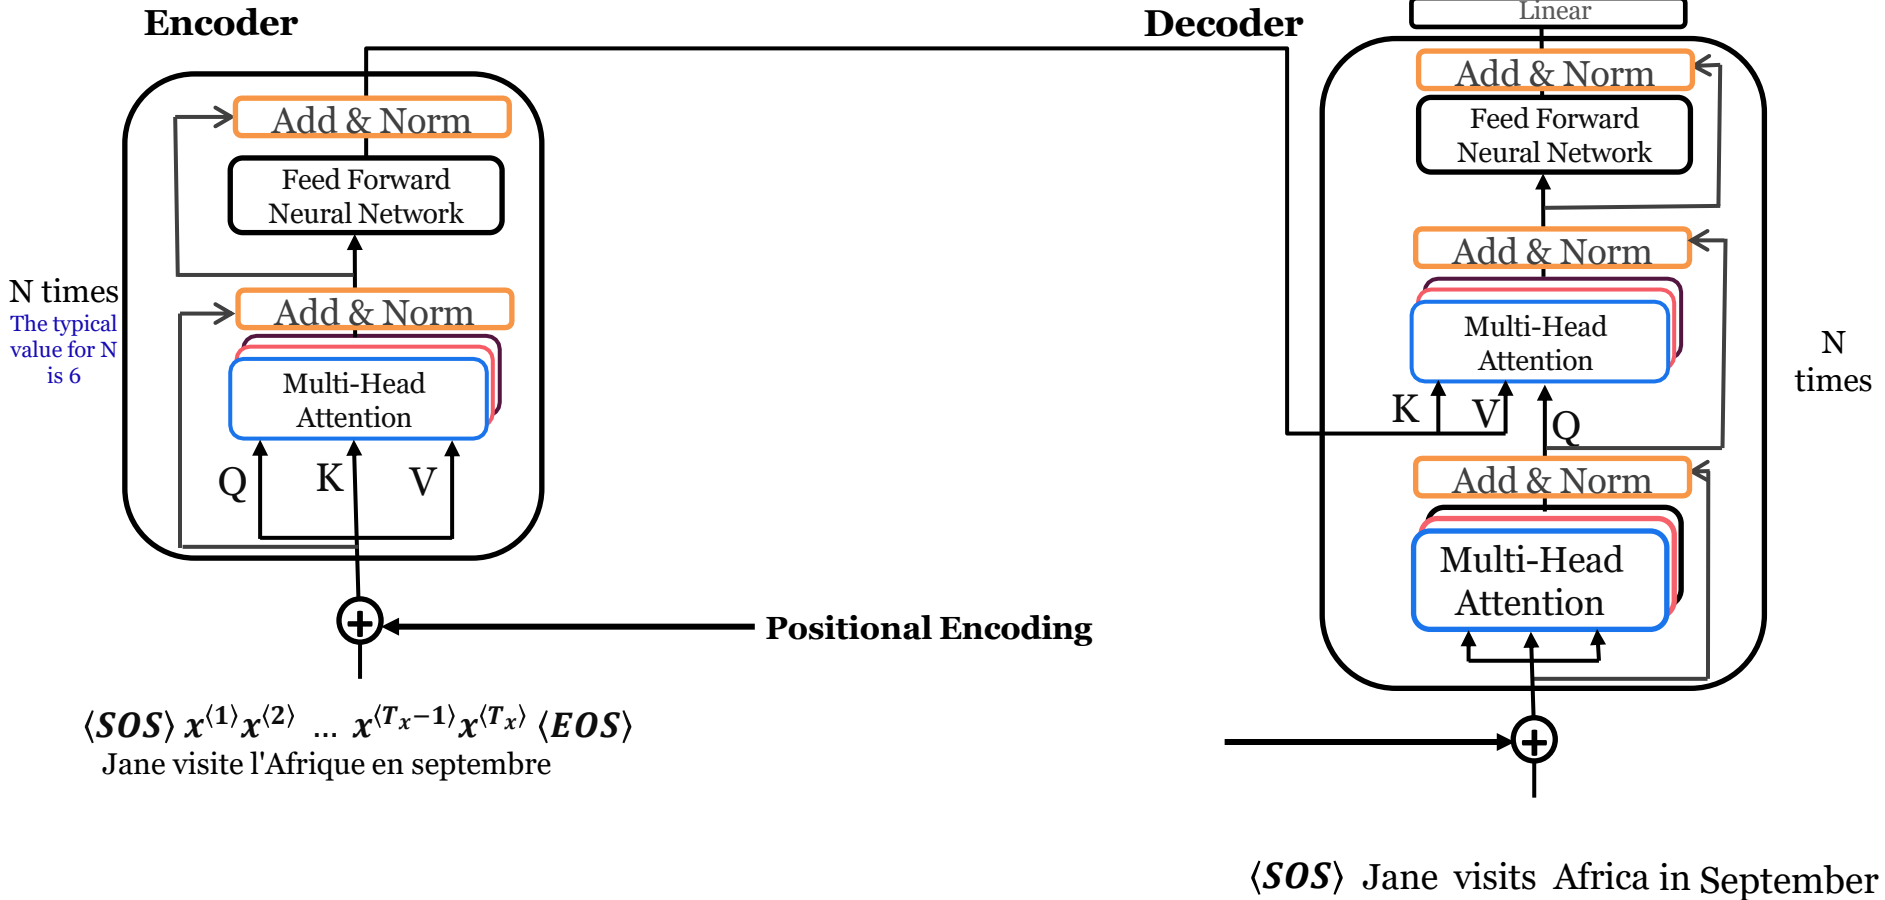 Encoder
Add & Norm
Feed Forward
Neural Network
N times
The typical
value for N
is 6
Add & Norm
Multi-Head
Attention
Q
K
V
+
Positional Encoding
⟨SOS⟩ x⟨1⟩x⟨2⟩ … x⟨Tx−1⟩x⟨Tx⟩ ⟨EOS⟩
Jane visite l'Afrique en septembre
Decoder
Linear
Add & Norm
Feed Forward
Neural Network
Add & Norm
Multi-Head
Attention
N
times
K
V
Q
Add & Norm
Multi-Head
Attention
+
⟨SOS⟩ Jane visits Africa in September